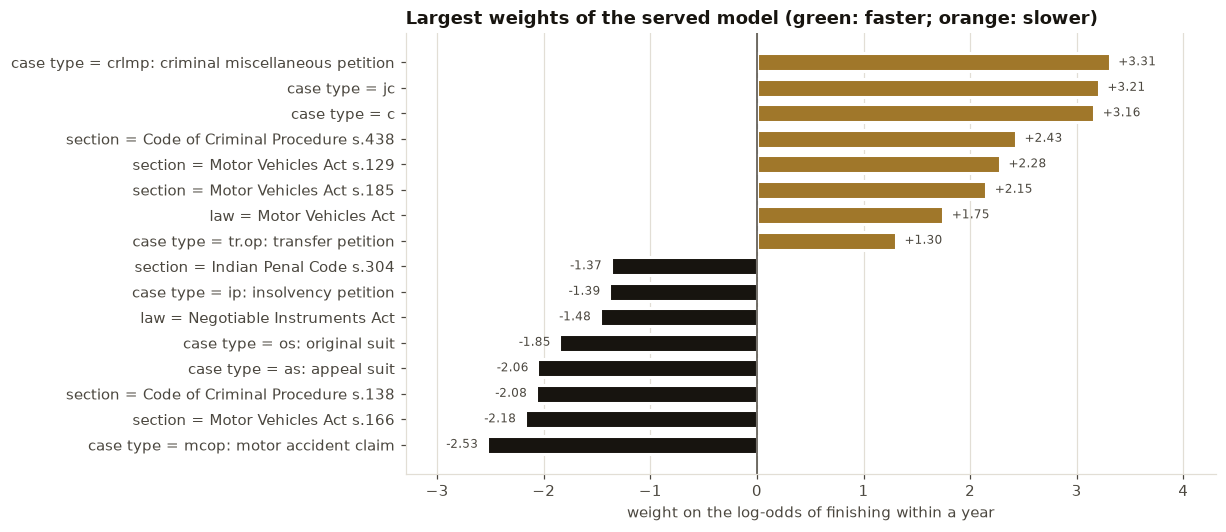 Largest weights of the served model (green: faster; orange: slower)
case type = crlmp: criminal miscellaneous petition +3.31
case type = jc +3.21
case type = c +3.16
section = Code of Criminal Procedure s.438 +2.43
section = Motor Vehicles Act s.129 +2.28
section = Motor Vehicles Act s.185 +2.15
law = Motor Vehicles Act +1.75
case type = tr.op: transfer petition +1.30
section = Indian Penal Code s.304 -1.37
case type = ip: insolvency petition -1.39
law = Negotiable Instruments Act -1.48
case type = os: original suit -1.85
case type = as: appeal suit -2.06
section = Code of Criminal Procedure s.138 -2.08
section = Motor Vehicles Act s.166 -2.18
case type = mcop: motor accident claim -2.53
−3 −2 −1 0 1 2 3 4
weight on the log-odds of finishing within a year